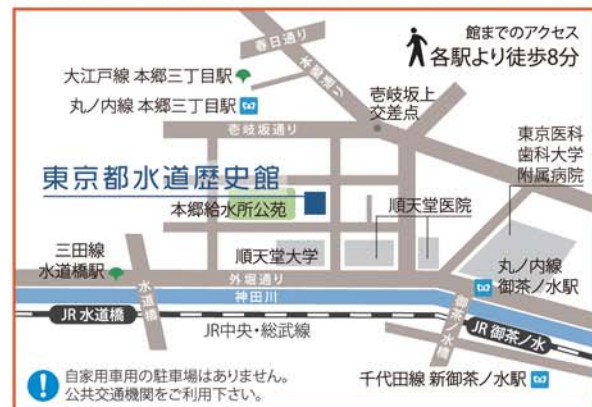 館までのアクセス
各駅より徒歩8分
春日通り
本郷通り
大江戸線 本郷三丁目駅
丸ノ内線 本郷三丁目駅
壱岐坂上
交差点
壱岐坂通り
東京医科
歯科大学
附属病院
東京都水道歴史館
本郷給水所公苑
順天堂医院
三田線
水道橋駅
順天堂大学
丸ノ内線
御茶ノ水駅
外堀通り
神田川
水道橋
御茶ノ水橋
JR 水道橋
JR中央・総武線
JR 御茶ノ水
自家用車用の駐車場はありません。
公共交通機関をご利用下さい。
千代田線 新御茶ノ水駅